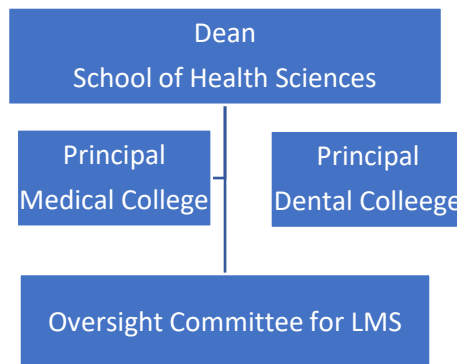 Dean
School of Health Sciences
Principal
Medical College
Principal
Dental Colleege
Oversight Committee for LMS